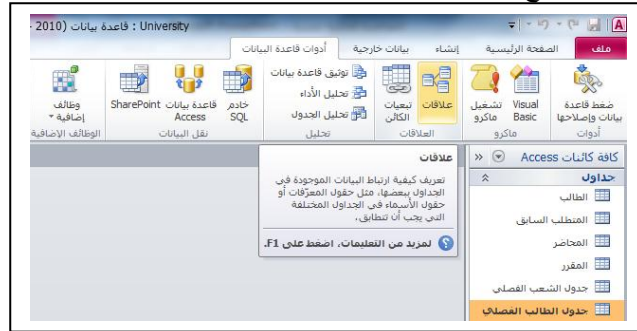 University : قاعدة بيانات (2010 -
ملف الصفحة الرئيسية إنشاء بيانات خارجية أدوات قاعدة البيانات
ضغط قاعدة بيانات وإصلاحها
Visual Basic
تشغيل ماكرو
علاقات
تبعيات الكائن
توثيق قاعدة بيانات
تحليل الأداء
تحليل الجدول
خادم SQL
قاعدة بيانات Access
SharePoint
وظائف إضافية
أدوات ماكرو العلاقات تحليل نقل البيانات الوظائف الإضافية
كافة كائنات Access
جداول
الطالب
المتطلب السابق
المحاضر
المقرر
جدول الشعب الفصلي
جدول الطالب الفصلي
علاقات
تعريف كيفية ارتباط البيانات الموجودة في
الجداول ببعضها، مثل حقول المعرّفات أو
حقول الأسماء في الجداول المختلفة
التي يجب أن تتطابق.
لمزيد من التعليمات، اضغط على F1.